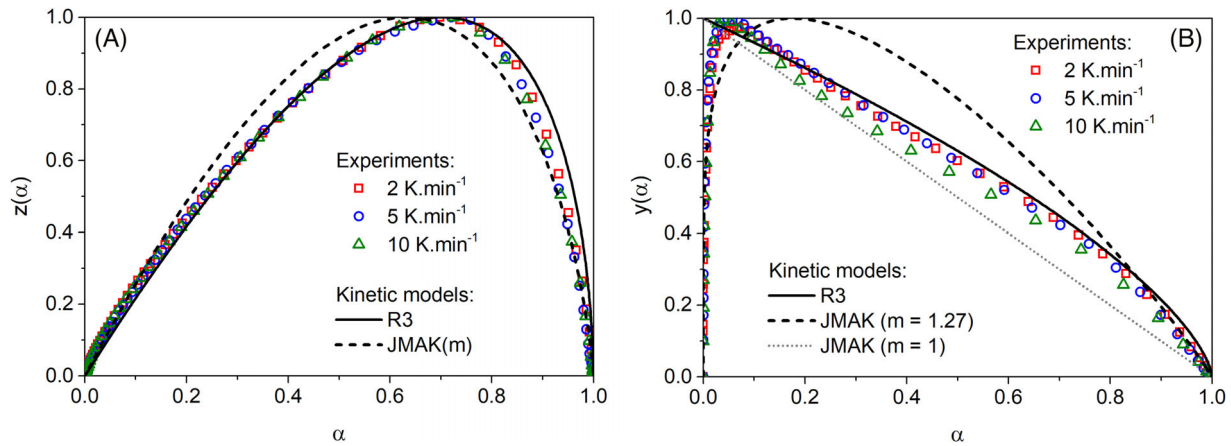 (A)
z(α)
1.0
0.8
0.6
0.4
0.2
0.0
Experiments:
2 K.min⁻¹
5 K.min⁻¹
10 K.min⁻¹
Kinetic models:
R3
JMAK(m)
0.0 0.2 0.4 0.6 0.8 1.0
α
(B)
y(α)
1.0
0.8
0.6
0.4
0.2
0.0
Experiments:
2 K.min⁻¹
5 K.min⁻¹
10 K.min⁻¹
Kinetic models:
R3
JMAK (m = 1.27)
JMAK (m = 1)
0.0 0.2 0.4 0.6 0.8 1.0
α